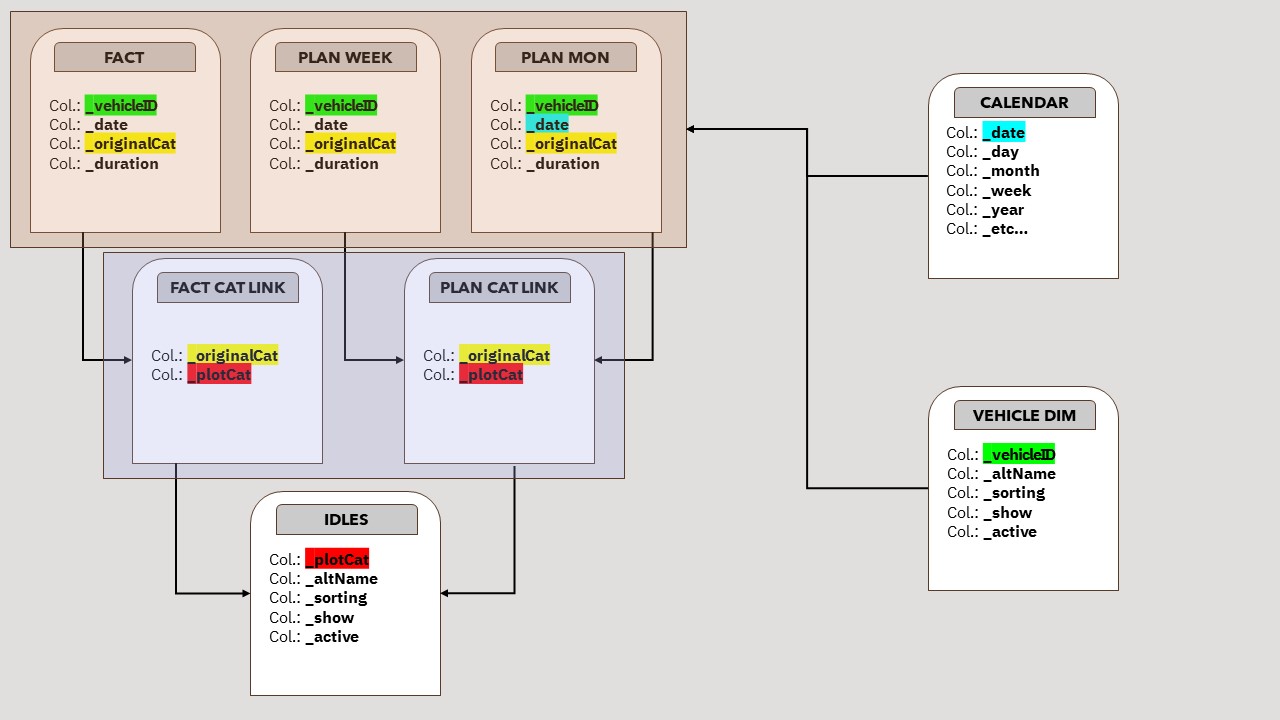 FACT
Col.: _vehicleID
Col.: _date
Col.: _originalCat
Col.: _duration
PLAN WEEK
Col.: _vehicleID
Col.: _date
Col.: _originalCat
Col.: _duration
PLAN MON
Col.: _vehicleID
Col.: _date
Col.: _originalCat
Col.: _duration
CALENDAR
Col.: _date
Col.: _day
Col.: _month
Col.: _week
Col.: _year
Col.: _etc...
FACT CAT LINK
Col.: _originalCat
Col.: _plotCat
PLAN CAT LINK
Col.: _originalCat
Col.: _plotCat
VEHICLE DIM
Col.: _vehicleID
Col.: _altName
Col.: _sorting
Col.: _show
Col.: _active
IDLES
Col.: _plotCat
Col.: _altName
Col.: _sorting
Col.: _show
Col.: _active